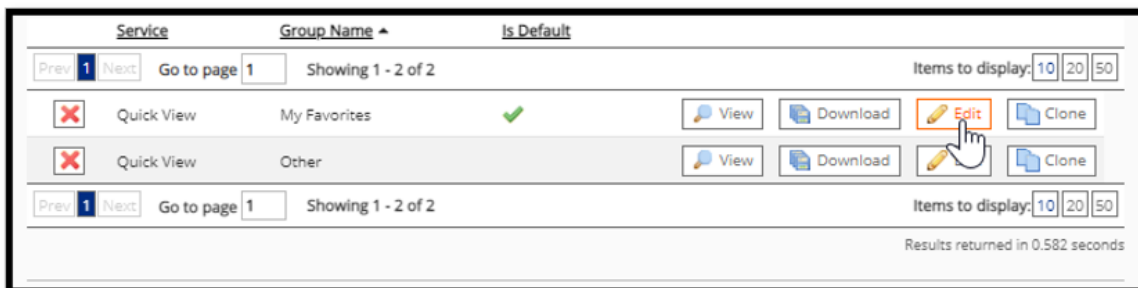 Service Group Name Is Default
Prev 1 Next Go to page 1 Showing 1 - 2 of 2 Items to display: 10 20 50
Quick View My Favorites View Download Edit Clone
Quick View Other View Download Clone
Prev 1 Next Go to page 1 Showing 1 - 2 of 2 Items to display: 10 20 50
Results returned in 0.582 seconds